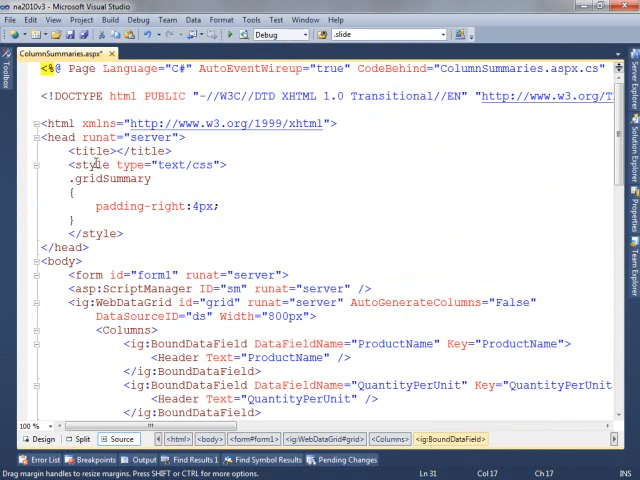 na2010v3 - Microsoft Visual Studio
File Edit View Project Build Debug Team Data Format Tools Test Analyze Window Help
Debug .slide
ColumnSummaries.aspx*
<%@ Page Language="C#" AutoEventWireup="true" CodeBehind="ColumnSummaries.aspx.cs"
<!DOCTYPE html PUBLIC "-//W3C//DTD XHTML 1.0 Transitional//EN" "http://www.w3.org/T
<html xmlns="http://www.w3.org/1999/xhtml">
<head runat="server">
<title></title>
<style type="text/css">
.gridSummary
{
padding-right:4px;
}
</style>
</head>
<body>
<form id="form1" runat="server">
<asp:ScriptManager ID="sm" runat="server" />
<ig:WebDataGrid id="grid" runat="server" AutoGenerateColumns="False"
DataSourceID="ds" Width="800px">
<Columns>
<ig:BoundDataField DataFieldName="ProductName" Key="ProductName">
<Header Text="ProductName" />
</ig:BoundDataField>
<ig:BoundDataField DataFieldName="QuantityPerUnit" Key="QuantityPerUnit
<Header Text="QuantityPerUnit" />
</ig:BoundDataField>
100 %
Design Split Source <html> <body> <form#form1> <ig:WebDataGrid#grid> <Columns> <ig:BoundDataField>
Error List Breakpoints Output Find Results 1 Find Symbol Results Pending Changes
Drag margin handles to resize margins. Press SHIFT or CTRL for more options. Ln 31 Col 17 Ch 17 INS
Toolbox
Server Explorer
Solution Explorer
Properties
Team Explorer